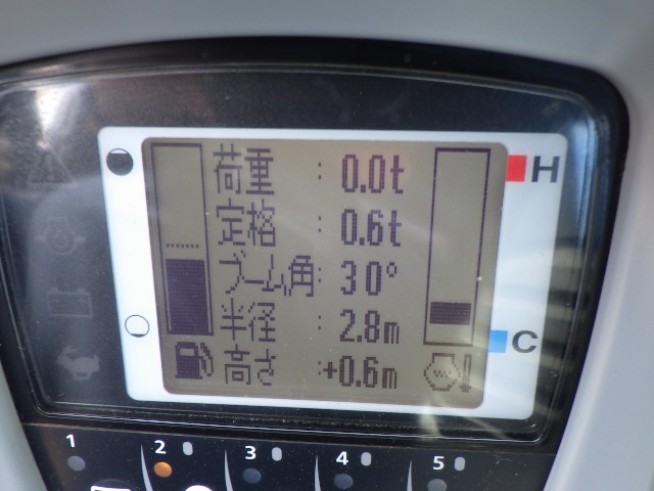 荷重 : 0.0t
定格 : 0.6t
ブーム角: 30°
半径 : 2.8m
高さ :+0.6m
H
C
1 2 3 4 5